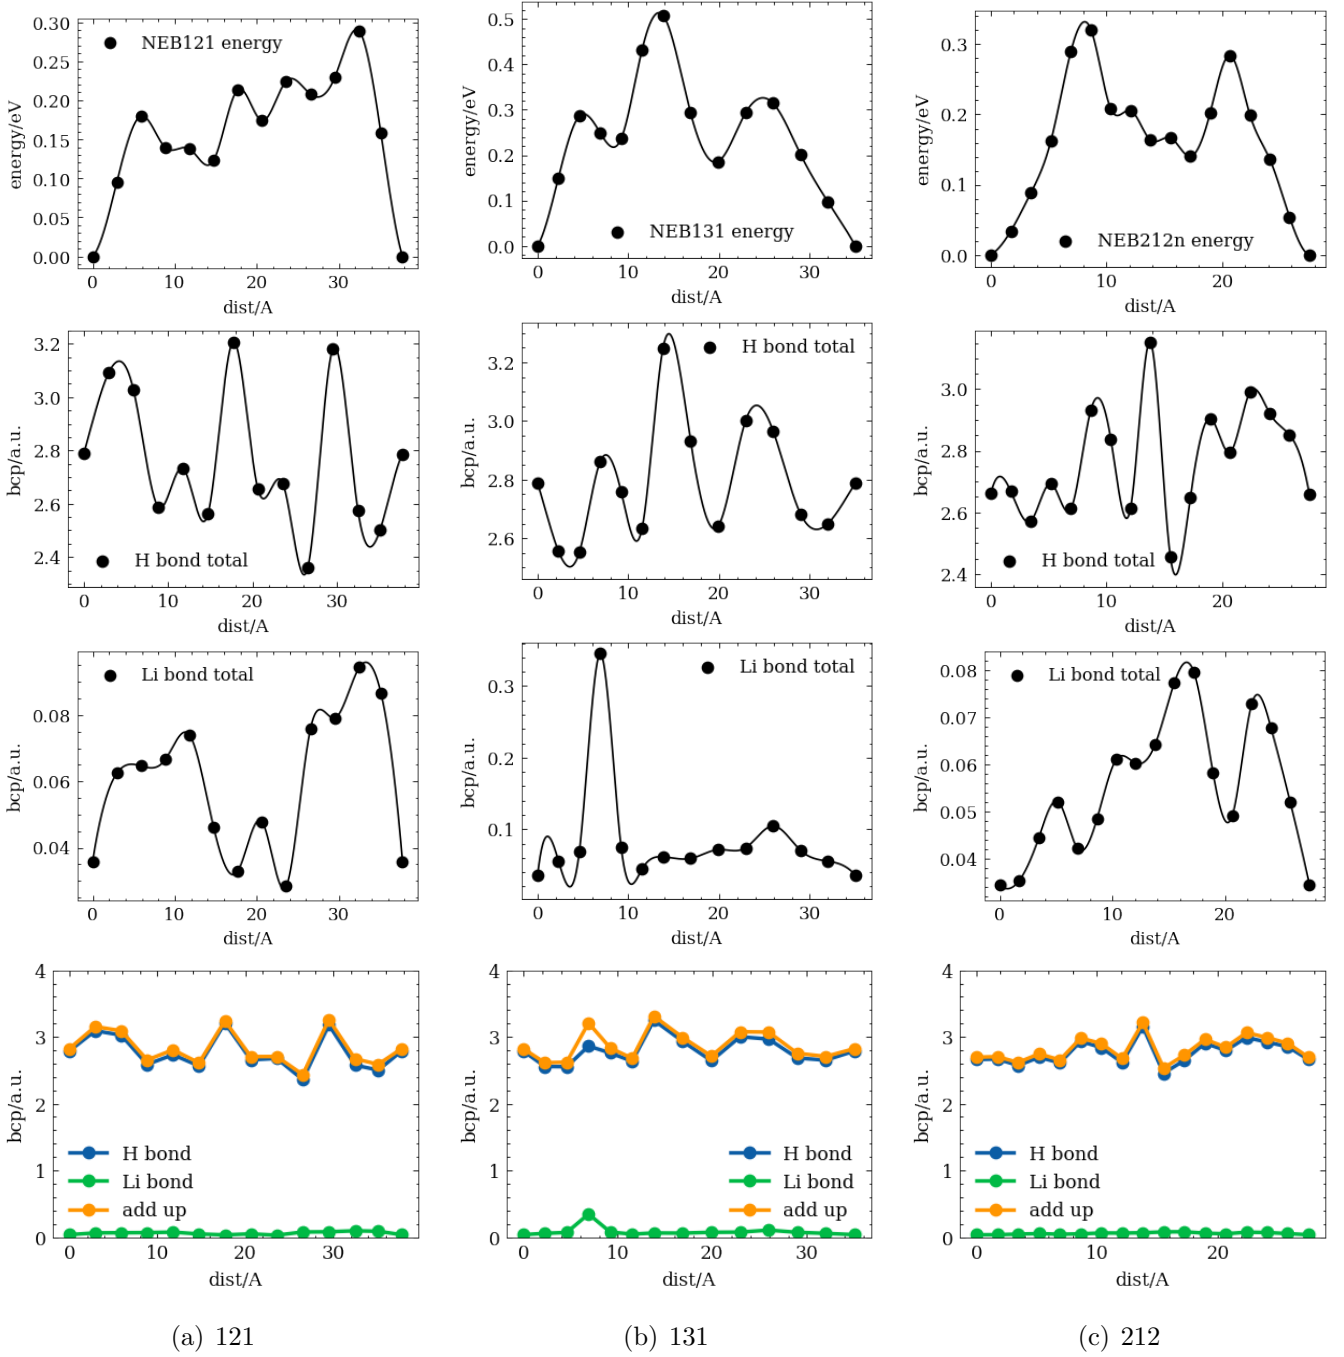 0.30
0.25
0.20
0.15
0.10
0.05
0.00
energy/eV
NEB121 energy
0
10
20
30
dist/A
0.5
0.4
0.3
0.2
0.1
0.0
energy/eV
NEB131 energy
0
10
20
30
dist/A
0.3
0.2
0.1
0.0
energy/eV
NEB212n energy
0
10
20
dist/A
3.2
3.0
2.8
2.6
2.4
bcp/a.u.
H bond total
0
10
20
30
dist/A
3.2
3.0
2.8
2.6
bcp/a.u.
H bond total
0
10
20
30
dist/A
3.0
2.8
2.6
2.4
bcp/a.u.
H bond total
0
10
20
dist/A
0.08
0.06
0.04
bcp/a.u.
Li bond total
0
10
20
30
dist/A
0.3
0.2
0.1
bcp/a.u.
Li bond total
0
10
20
30
dist/A
0.08
0.07
0.06
0.05
0.04
bcp/a.u.
Li bond total
0
10
20
dist/A
4
3
2
1
0
bcp/a.u.
H bond
Li bond
add up
0
10
20
30
dist/A
4
3
2
1
0
bcp/a.u.
H bond
Li bond
add up
0
10
20
30
dist/A
4
3
2
1
0
bcp/a.u.
H bond
Li bond
add up
0
10
20
dist/A
(a) 121
(b) 131
(c) 212